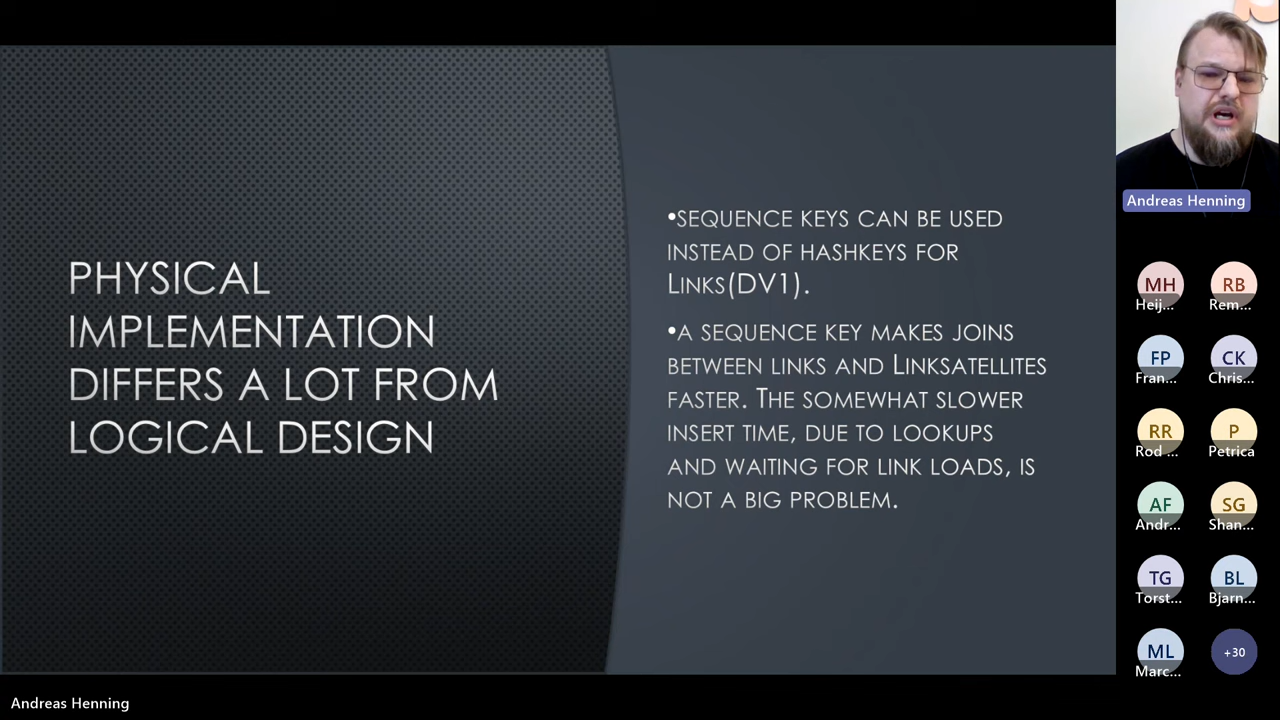 PHYSICAL
IMPLEMENTATION
DIFFERS A LOT FROM
LOGICAL DESIGN
•SEQUENCE KEYS CAN BE USED
INSTEAD OF HASHKEYS FOR
LINKS(DV1).
•A SEQUENCE KEY MAKES JOINS
BETWEEN LINKS AND LINKSATELLITES
FASTER. THE SOMEWHAT SLOWER
INSERT TIME, DUE TO LOOKUPS
AND WAITING FOR LINK LOADS, IS
NOT A BIG PROBLEM.
Andreas Henning
MH
Heij...
RB
Rem...
FP
Fran...
CK
Chris...
RR
Rod ...
P
Petrica
AF
Andr...
SG
Shan...
TG
Torst...
BL
Bjarn...
ML
Marc...
+30
Andreas Henning